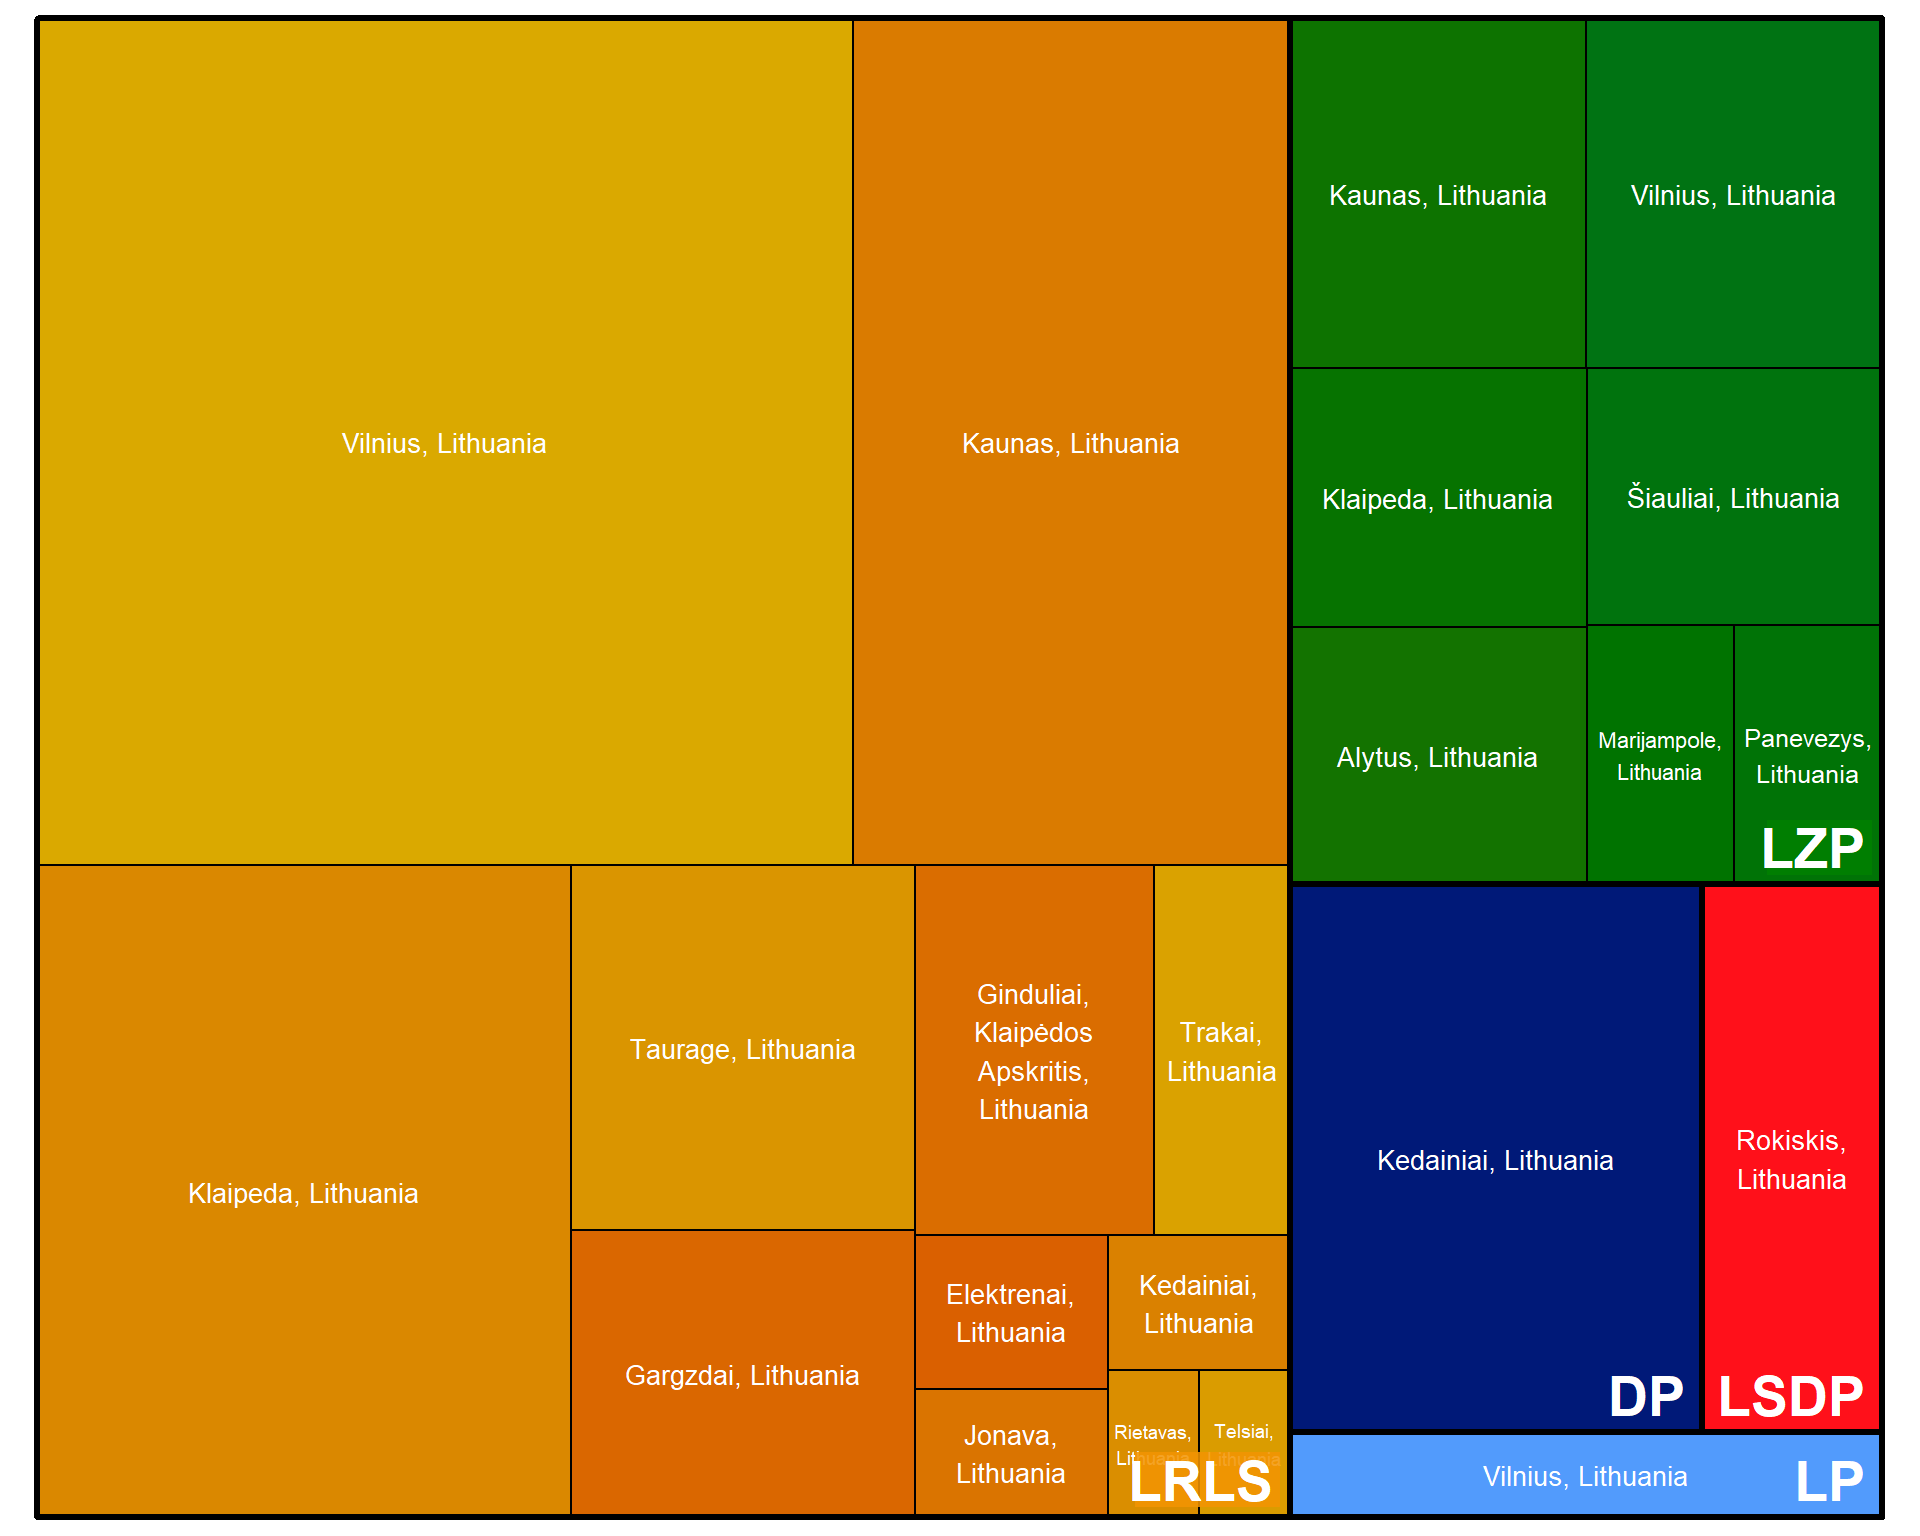 Vilnius, Lithuania
Kaunas, Lithuania
Klaipeda, Lithuania
Taurage, Lithuania
Gargzdai, Lithuania
Ginduliai,
Klaipėdos
Apskritis,
Lithuania
Trakai,
Lithuania
Elektrenai,
Lithuania
Kedainiai,
Lithuania
Jonava,
Lithuania
Rietavas,
Lithuania
Telsiai,
Lithuania
LRLS
Kaunas, Lithuania
Vilnius, Lithuania
Klaipeda, Lithuania
Šiauliai, Lithuania
Alytus, Lithuania
Marijampole,
Lithuania
Panevezys,
Lithuania
LZP
Kedainiai, Lithuania
DP
Rokiskis,
Lithuania
LSDP
Vilnius, Lithuania
LP